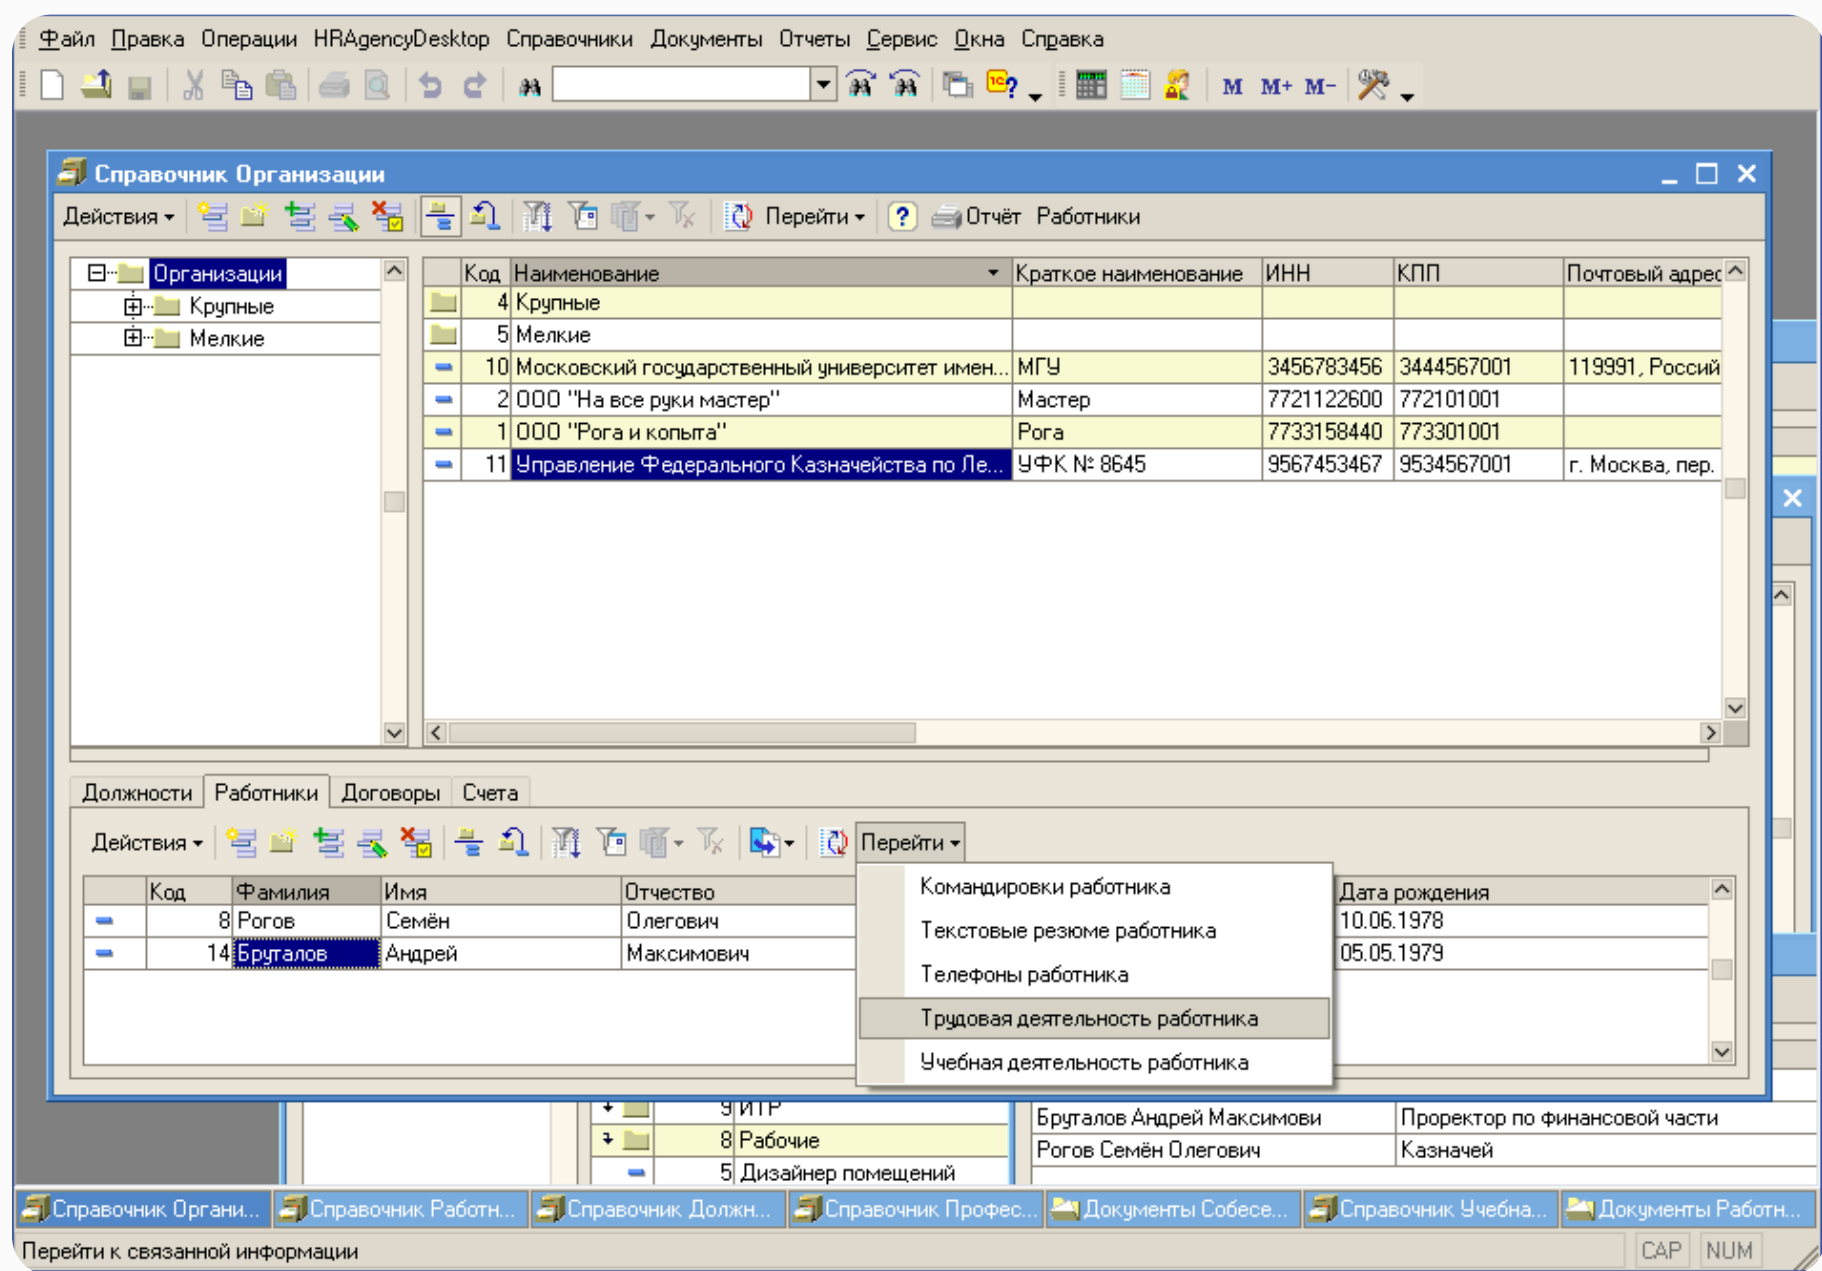 Файл Правка Операции HRAgencyDesktop Справочники Документы Отчеты Сервис Окна Справка
M M+ M-
Справочник Организации
Действия Перейти Отчёт Работники
Организации
Крупные
Мелкие
Код Наименование Краткое наименование ИНН КПП Почтовый адрес
4 Крупные
5 Мелкие
10 Московский государственный университет имен... МГУ 3456783456 3444567001 119991, Россий
2 ООО "На все руки мастер" Мастер 7721122600 772101001
1 ООО "Рога и копыта" Рога 7733158440 773301001
11 Управление Федерального Казначейства по Ле... УФК № 8645 9567453467 9534567001 г. Москва, пер.
Должности Работники Договоры Счета
Действия Перейти
Код Фамилия Имя Отчество Дата рождения
8 Рогов Семён Олегович 10.06.1978
14 Бруталов Андрей Максимович 05.05.1979
Командировки работника
Текстовые резюме работника
Телефоны работника
Трудовая деятельность работника
Учебная деятельность работника
9 ИТР
8 Рабочие
5 Дизайнер помещений
Бруталов Андрей Максимови Проректор по финансовой части
Рогов Семён Олегович Казначей
Справочник Органи... Справочник Работн... Справочник Должн... Справочник Профес... Документы Собесе... Справочник Учебна... Документы Работн...
Перейти к связанной информации CAP NUM